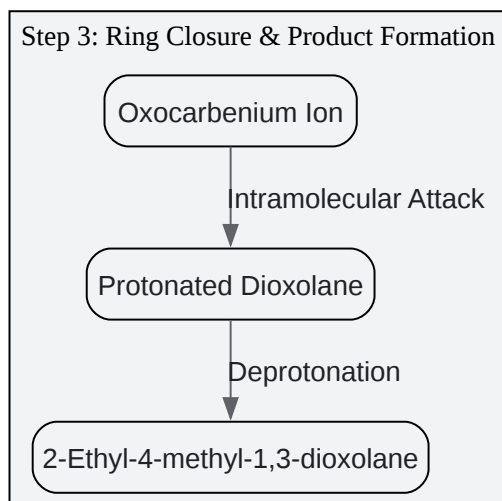 Step 3: Ring Closure & Product Formation
Oxocarbenium Ion
Intramolecular Attack
Protonated Dioxolane
Deprotonation
2-Ethyl-4-methyl-1,3-dioxolane